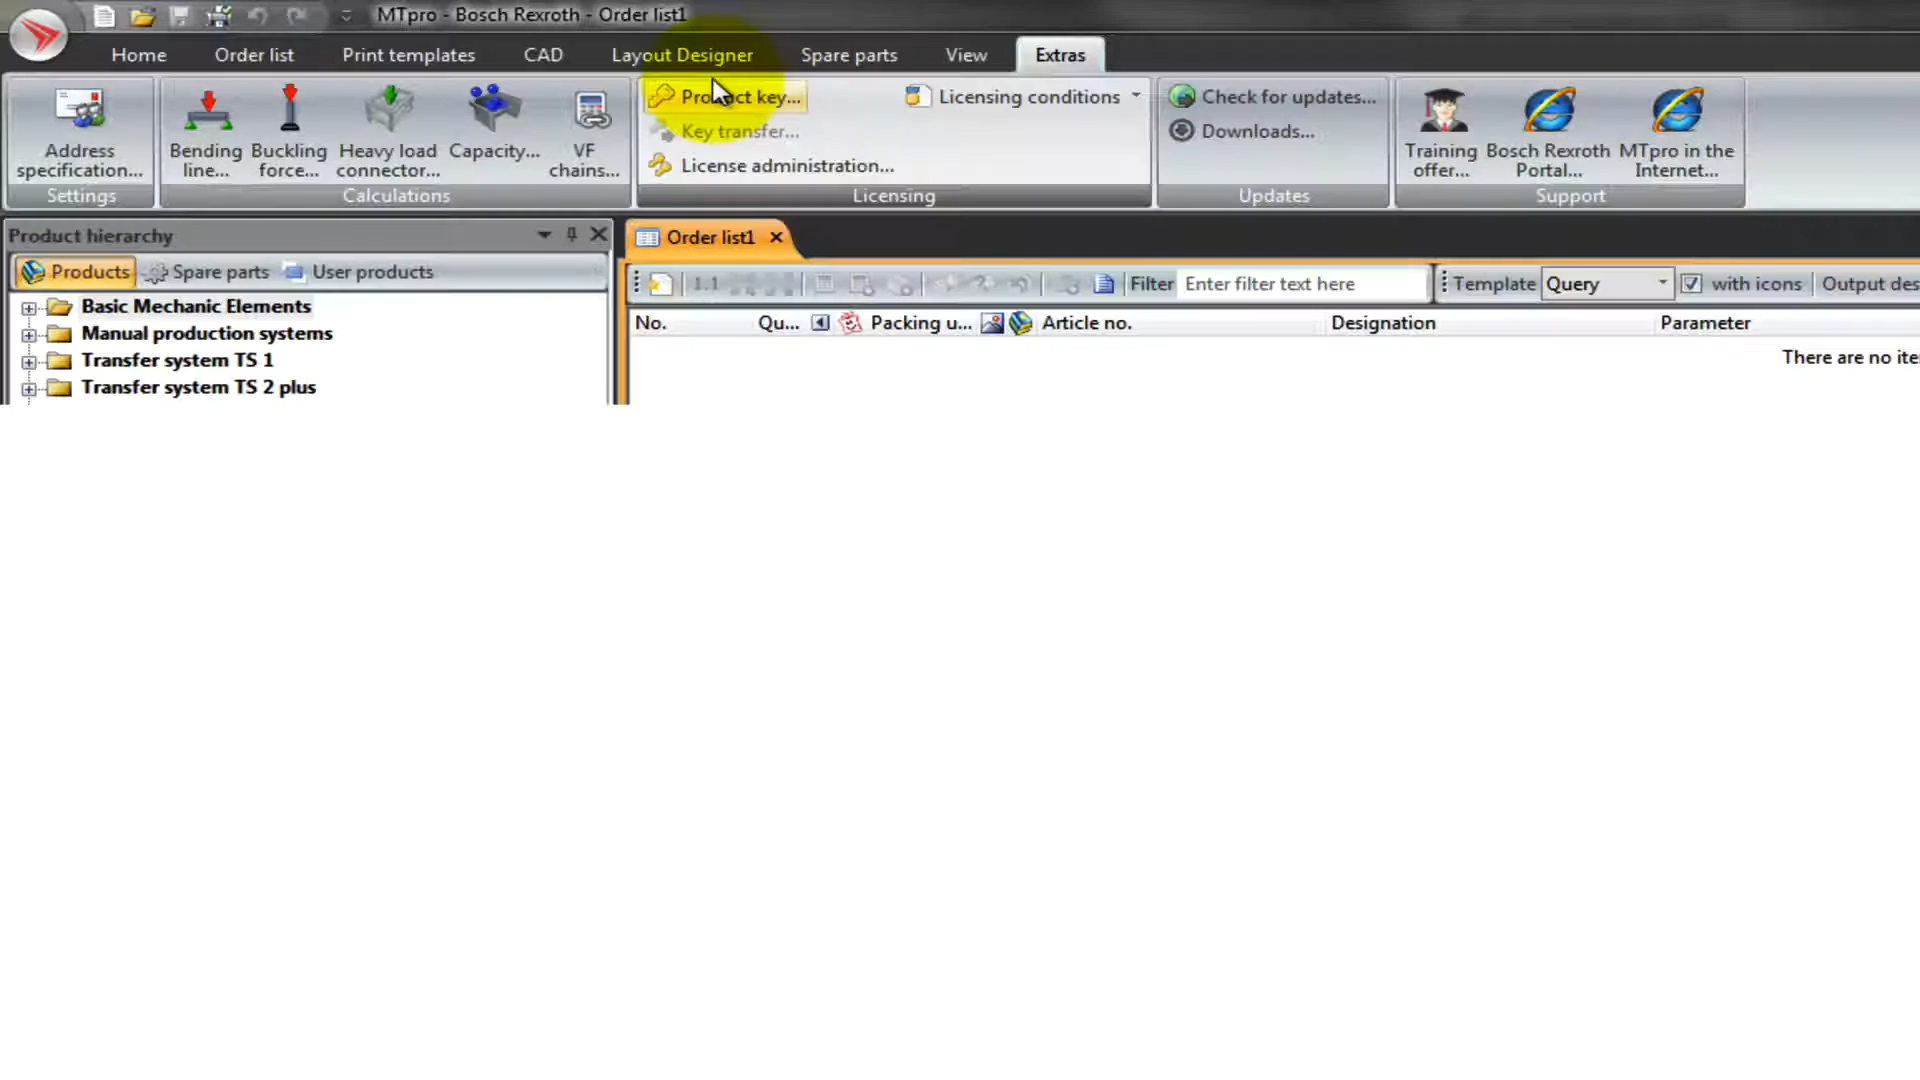 MTpro - Bosch Rexroth - Order list1
Home Order list Print templates CAD Layout Designer Spare parts View Extras
Product key... Licensing conditions Check for updates...
Key transfer... Downloads...
Address Bending Buckling Heavy load Capacity... VF Training Bosch Rexroth MTpro in the
specification... line... force... connector... chains... License administration... offer... Portal... Internet...
Settings Calculations Licensing Updates Support
Product hierarchy Order list1
Products Spare parts User products
1.1 Filter Enter filter text here Template Query with icons Output des
Basic Mechanic Elements
No. Qu... Packing u... Article no. Designation Parameter
Manual production systems
There are no ite
Transfer system TS 1
Transfer system TS 2 plus